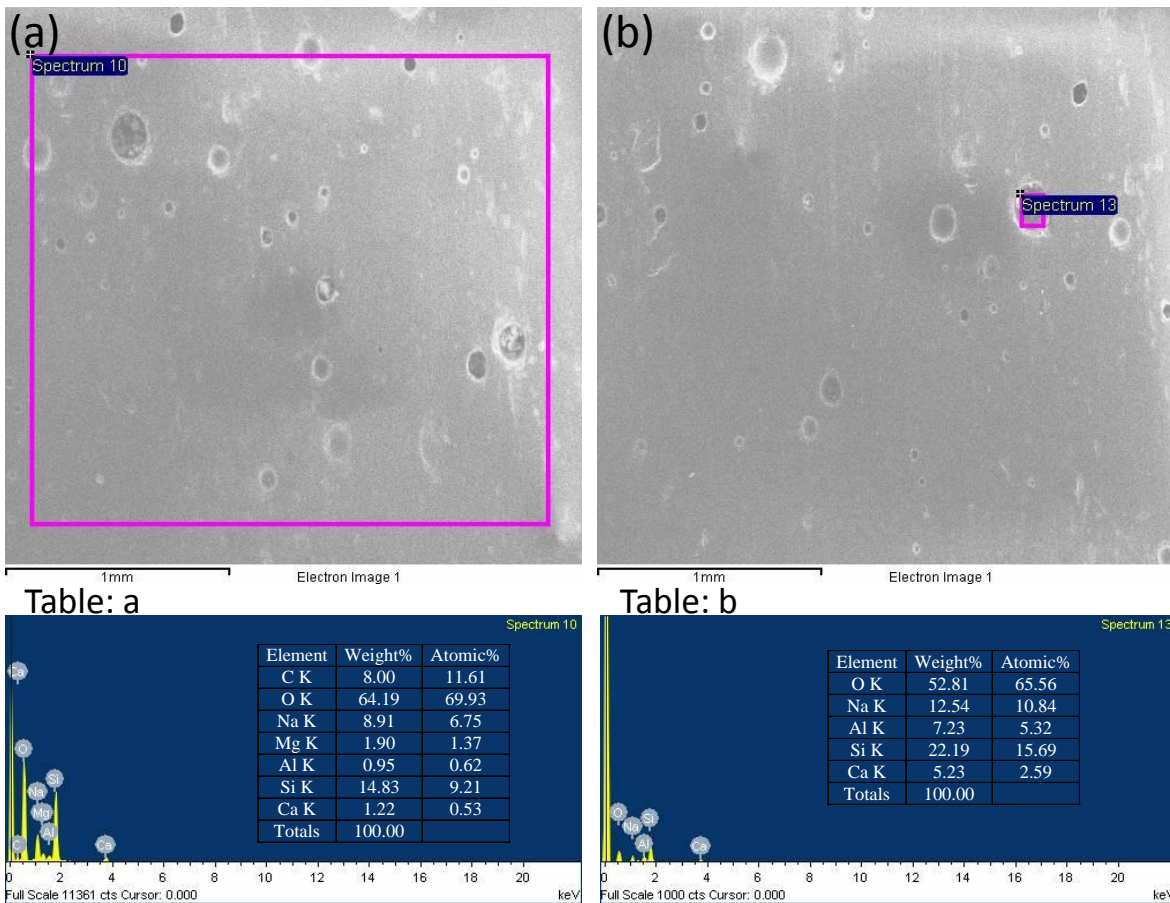 (a)
Spectrum 10
1mm
Electron Image 1
(b)
Spectrum 13
1mm
Electron Image 1
Table: a
Spectrum 10
Element Weight% Atomic%
C K 8.00 11.61
O K 64.19 69.93
Na K 8.91 6.75
Mg K 1.90 1.37
Al K 0.95 0.62
Si K 14.83 9.21
Ca K 1.22 0.53
Totals 100.00
Ca
O
Si
Na
Mg
Al
C
Ca
Ca
0 2 4 6 8 10 12 14 16 18 20
Full Scale 11361 cts Cursor: 0.000
keV
Table: b
Spectrum 13
Element Weight% Atomic%
O K 52.81 65.56
Na K 12.54 10.84
Al K 7.23 5.32
Si K 22.19 15.69
Ca K 5.23 2.59
Totals 100.00
O
Na
Si
Al
Ca
0 2 4 6 8 10 12 14 16 18 20
Full Scale 1000 cts Cursor: 0.000
keV